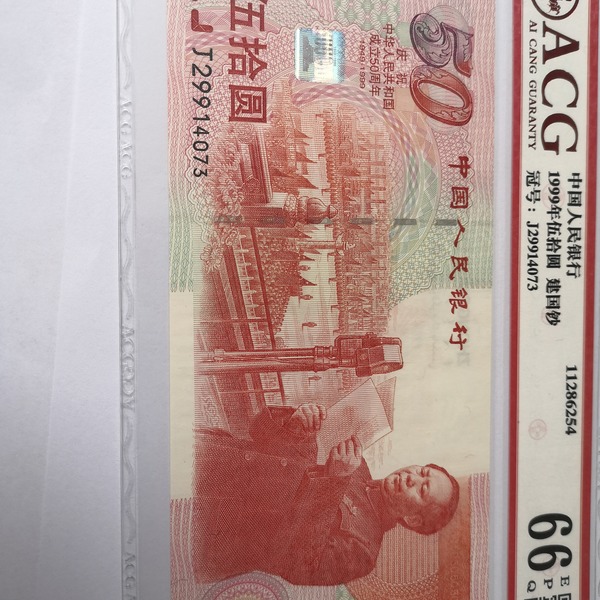 ACG
AI CANG GUARANTY
中国人民银行
1999年伍拾圆 建国钞
冠号: J29914073
11286254
66
E
P
Q
50
庆祝
中华人民共和国
成立50周年
1949-1999
中国人民银行
伍拾圆
J29914073